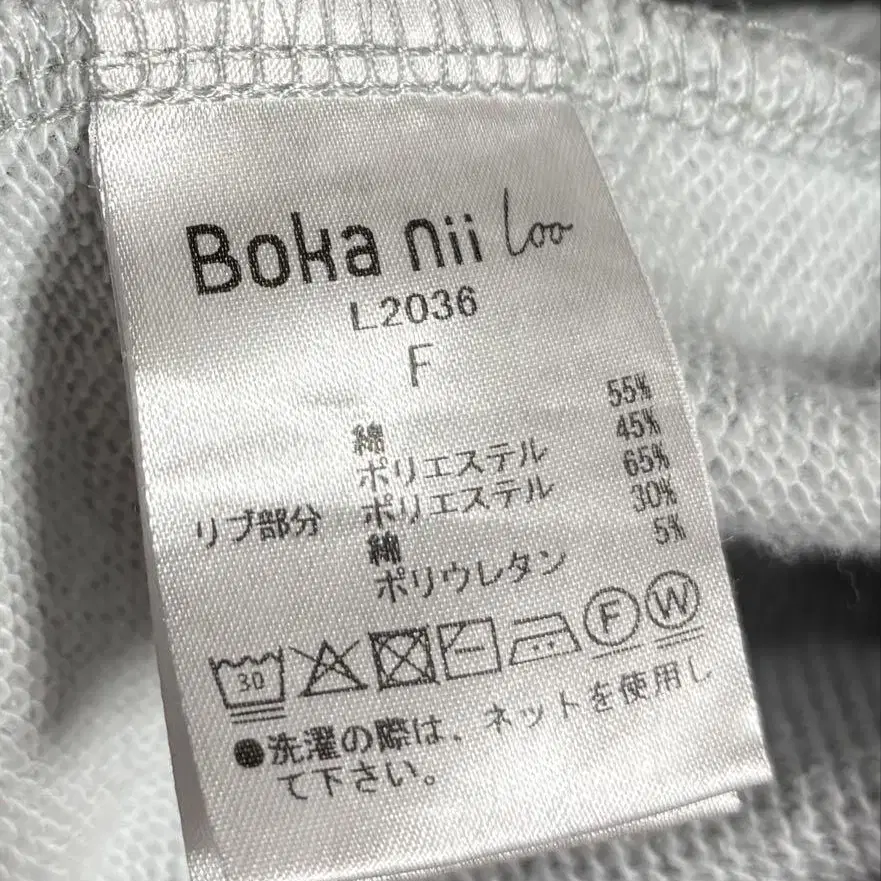 Boka nii Loo
L2036
F
綿 55%
ポリエステル 45%
リブ部分 ポリエステル 65%
綿 30%
ポリウレタン 5%
30 F W
●洗濯の際は、ネットを使用し
て下さい。